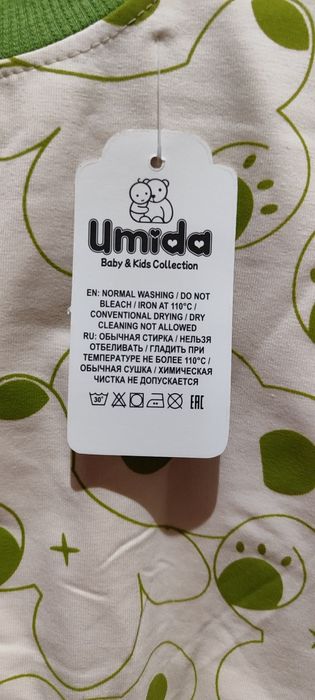 Umida
Baby & Kids Collection
EN: NORMAL WASHING / DO NOT
BLEACH / IRON AT 110°C /
CONVENTIONAL DRYING / DRY
CLEANING NOT ALLOWED
RU: ОБЫЧНАЯ СТИРКА / НЕЛЬЗЯ
ОТБЕЛИВАТЬ / ГЛАДИТЬ ПРИ
ТЕМПЕРАТУРЕ НЕ БОЛЕЕ 110°C /
ОБЫЧНАЯ СУШКА / ХИМИЧЕСКАЯ
ЧИСТКА НЕ ДОПУСКАЕТСЯ
30° EAC